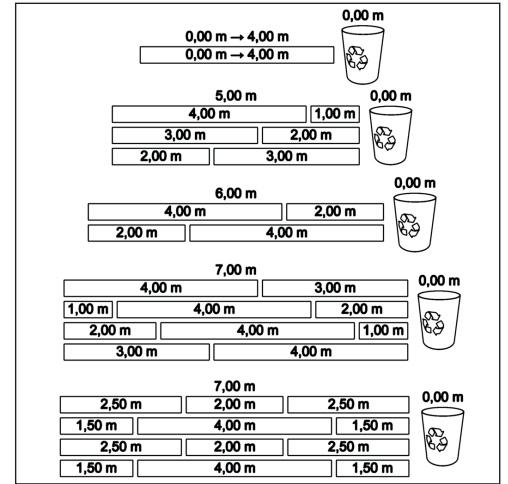 0,00 m
0,00 m → 4,00 m
0,00 m → 4,00 m
5,00 m 0,00 m
4,00 m 1,00 m
3,00 m 2,00 m
2,00 m 3,00 m
0,00 m
6,00 m
4,00 m 2,00 m
2,00 m 4,00 m
7,00 m
0,00 m
4,00 m 3,00 m
1,00 m 4,00 m 2,00 m
2,00 m 4,00 m 1,00 m
3,00 m 4,00 m
7,00 m
0,00 m
2,50 m 2,00 m 2,50 m
1,50 m 4,00 m 1,50 m
2,50 m 2,00 m 2,50 m
1,50 m 4,00 m 1,50 m